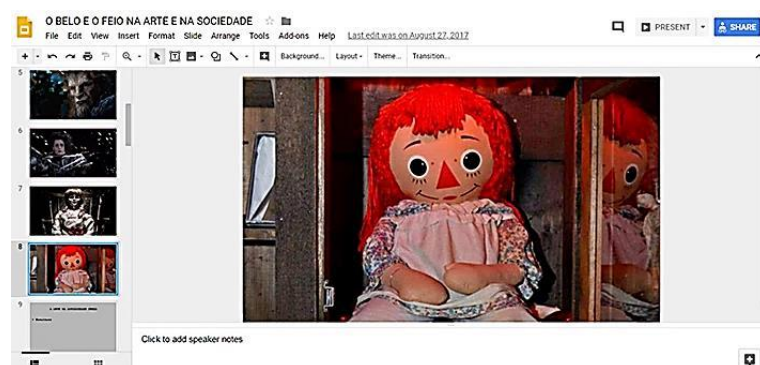 O BELO E O FEIO NA ARTE E NA SOCIEDADE
File Edit View Insert Format Slide Arrange Tools Add-ons Help Last edit was on August 27, 2017
PRESENT
SHARE
Background... Layout Theme... Transition...
5
6
7
8
9
Click to add speaker notes